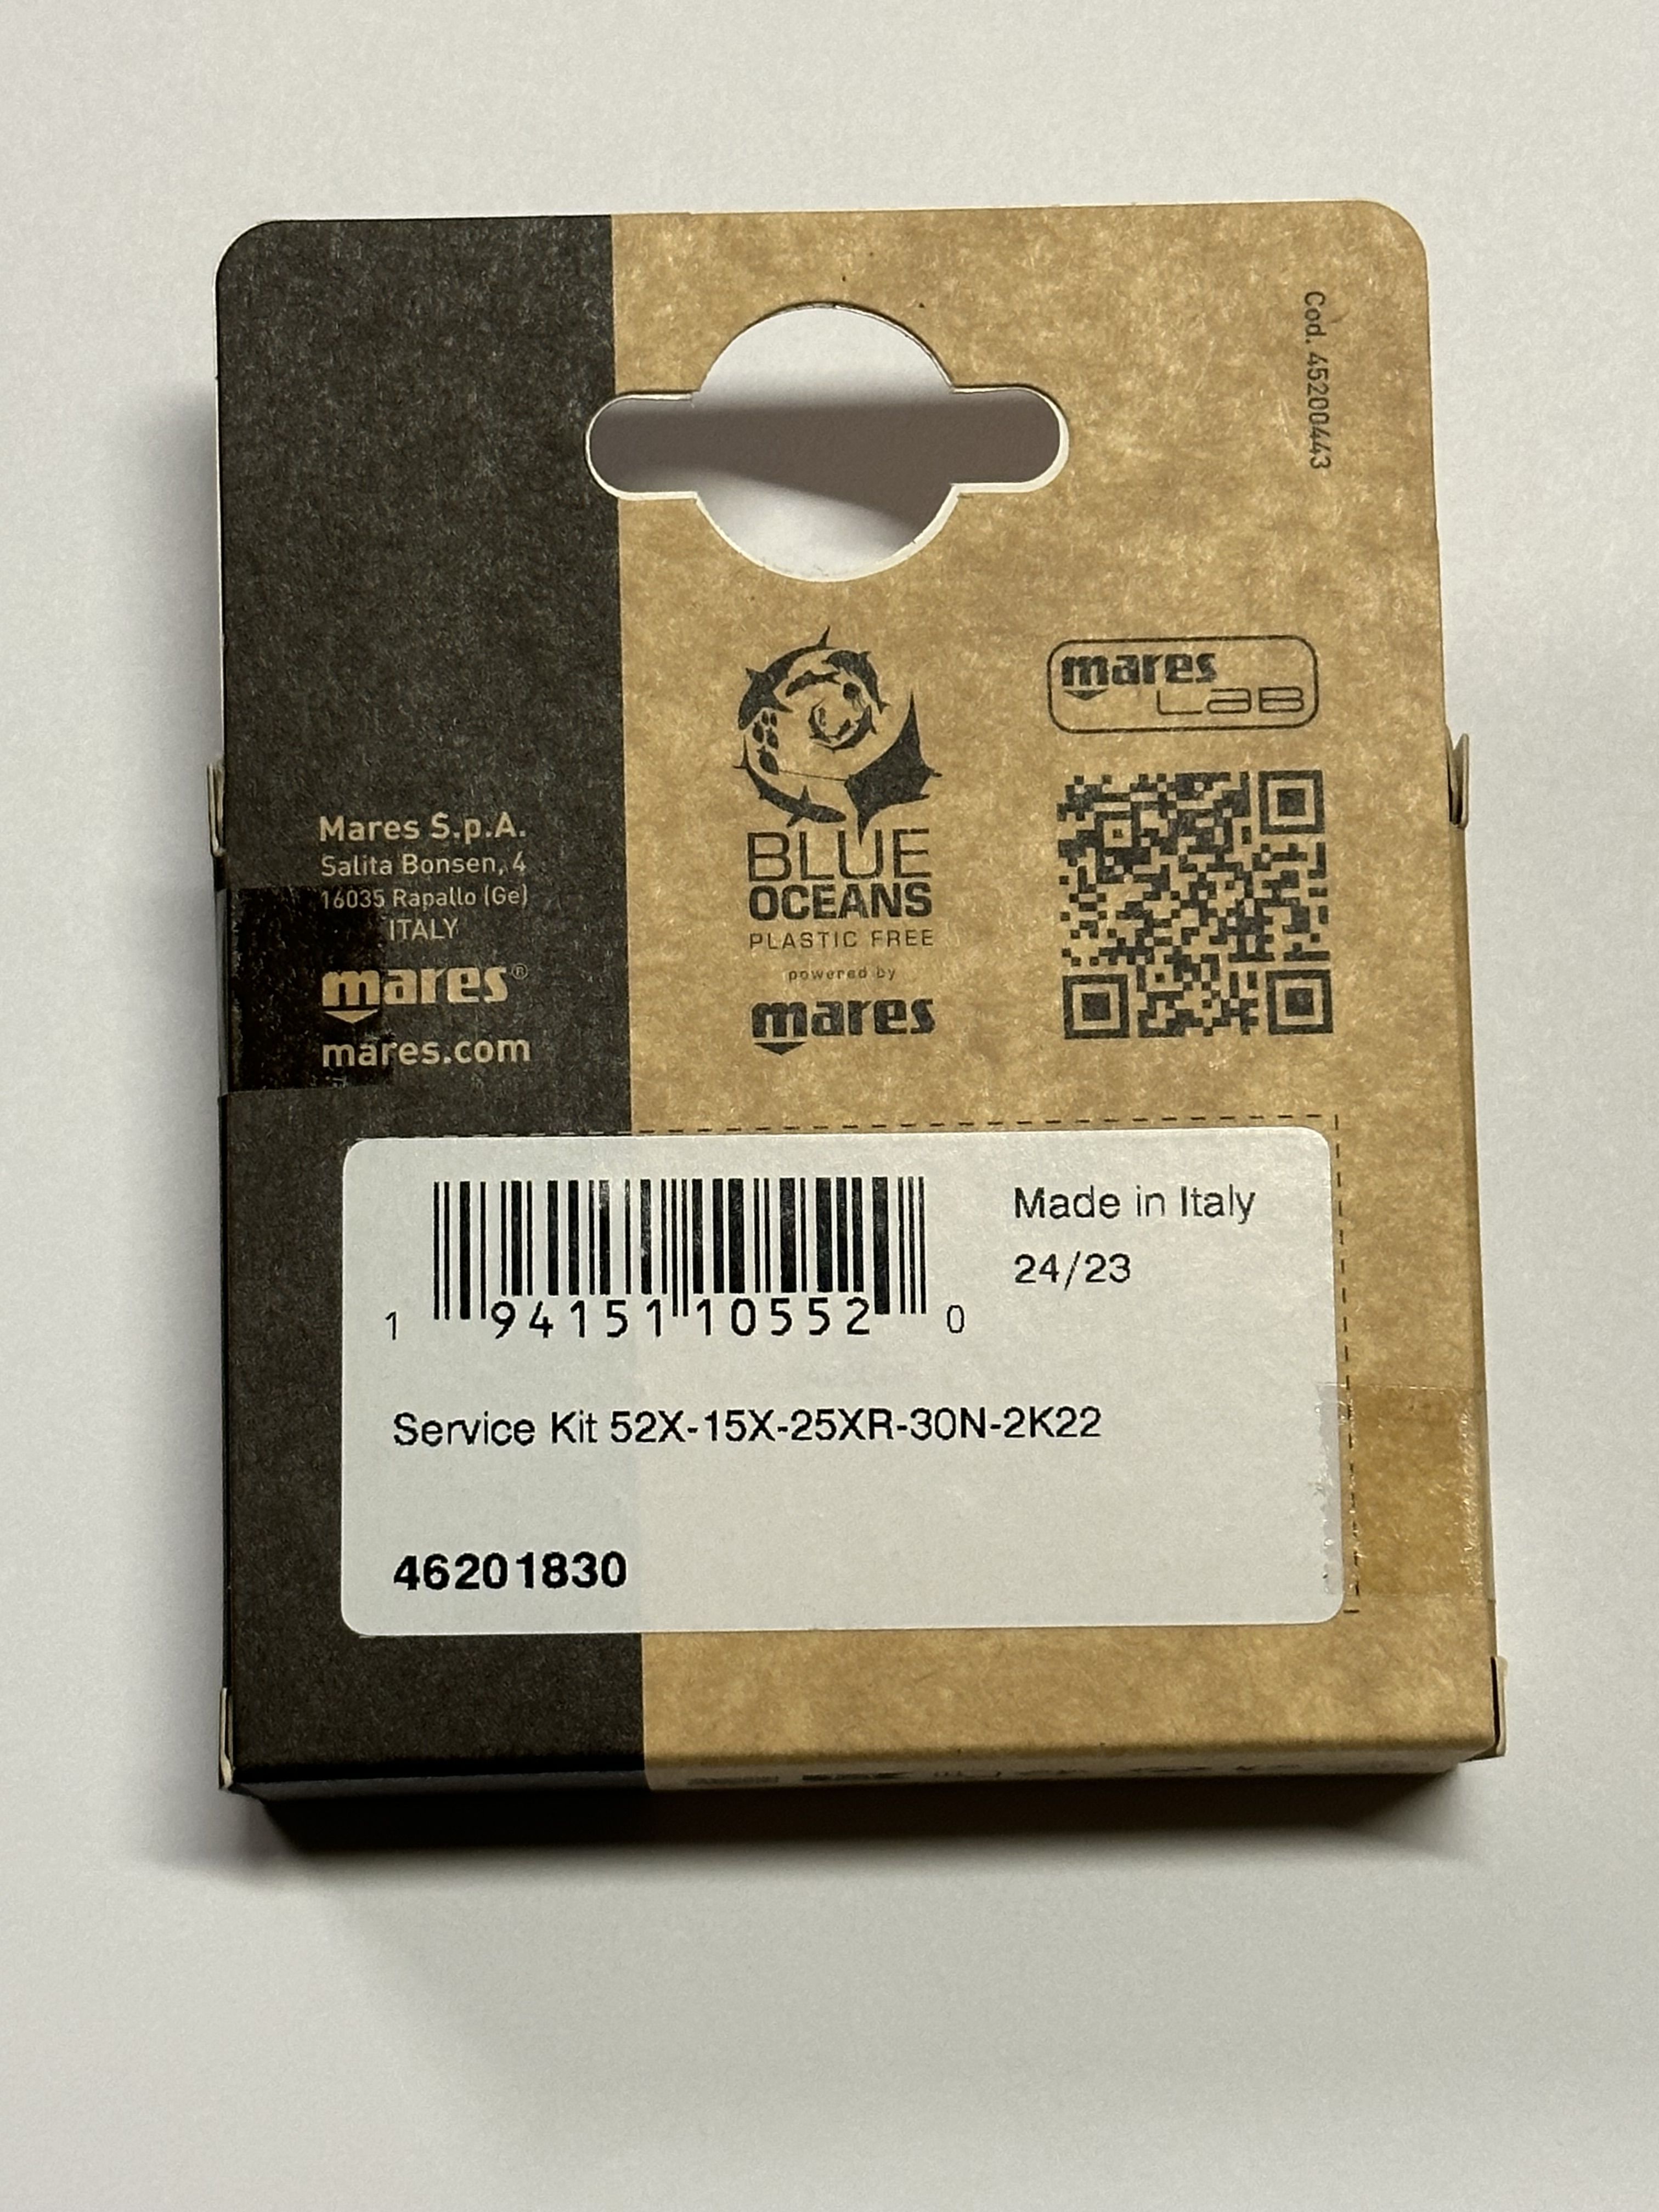 Cod. 45200443
mares
LAB
Mares S.p.A.
Salita Bonsen, 4
16035 Rapallo (Ge)
ITALY
mares®
mares.com
BLUE
OCEANS
PLASTIC FREE
powered by
mares
Made in Italy
24/23
1 94151 10552 0
Service Kit 52X-15X-25XR-30N-2K22
46201830